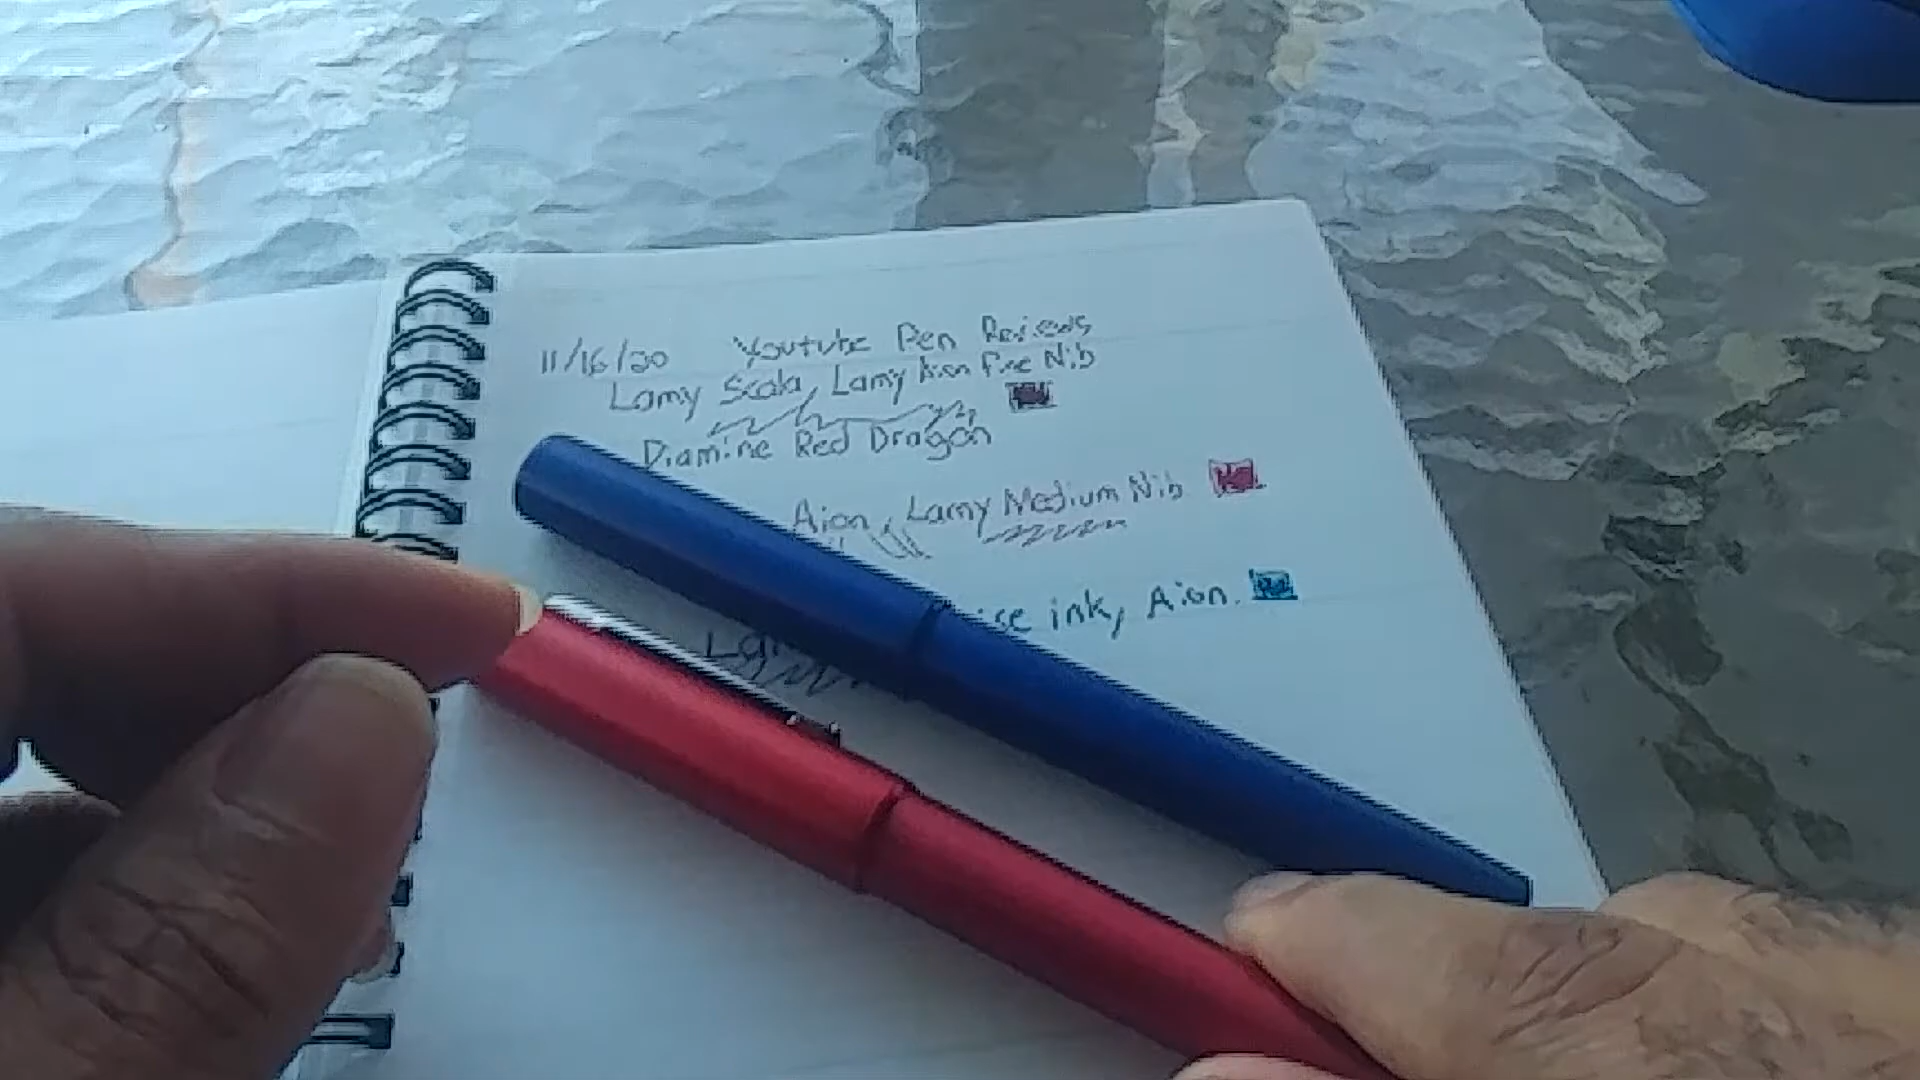 11/16/20 Youtube Pen Reviews
Lamy Scala, Lamy Aion Fine Nib
Diamine Red Dragon
Aion, Lamy Medium Nib
ink, Aion.